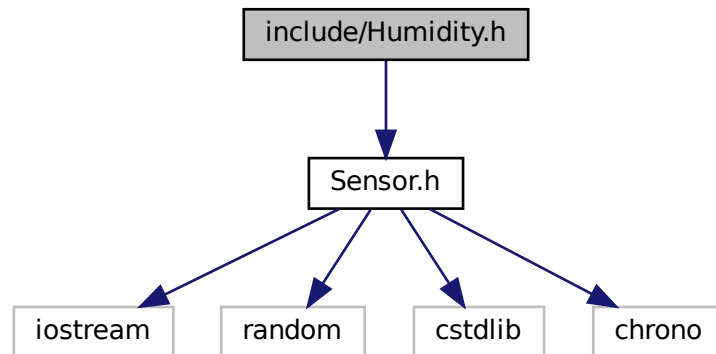 include/Humidity.h
Sensor.h
iostream
random
cstdlib
chrono